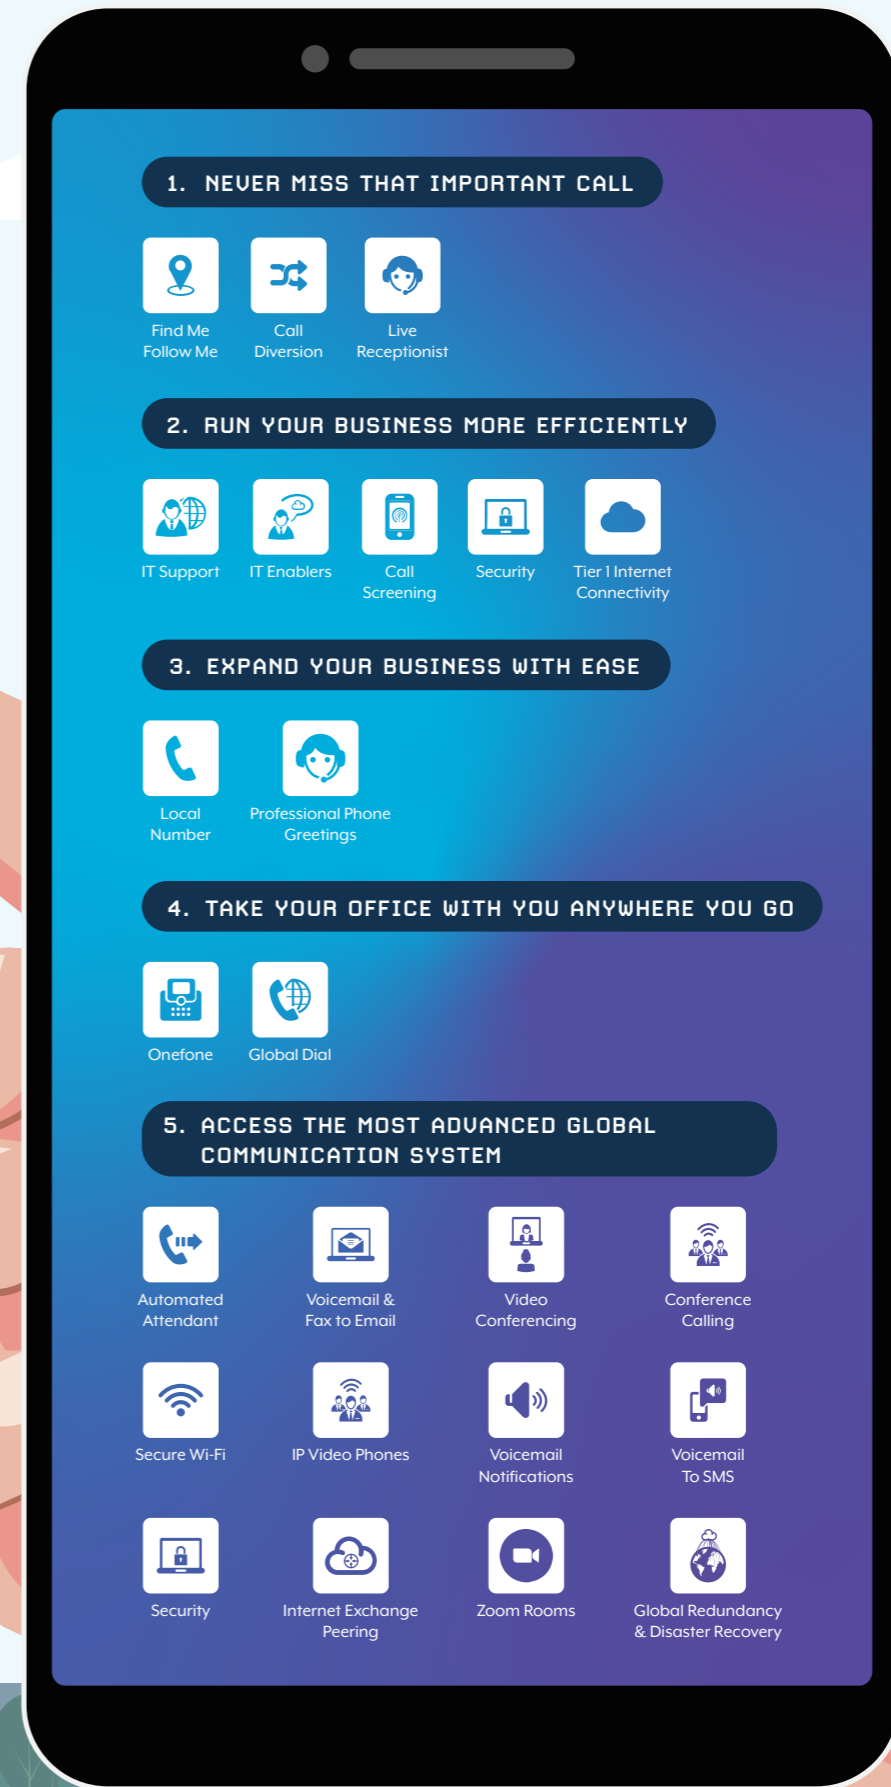 1. NEVER MISS THAT IMPORTANT CALL
Find Me
Follow Me
Call
Diversion
Live
Receptionist
2. RUN YOUR BUSINESS MORE EFFICIENTLY
IT Support
IT Enablers
Call
Screening
Security
Tier 1 Internet
Connectivity
3. EXPAND YOUR BUSINESS WITH EASE
Local
Number
Professional Phone
Greetings
4. TAKE YOUR OFFICE WITH YOU ANYWHERE YOU GO
Onefone
Global Dial
5. ACCESS THE MOST ADVANCED GLOBAL
COMMUNICATION SYSTEM
Automated
Attendant
Voicemail &
Fax to Email
Video
Conferencing
Conference
Calling
Secure Wi-Fi
IP Video Phones
Voicemail
Notifications
Voicemail
To SMS
Security
Internet Exchange
Peering
Zoom Rooms
Global Redundancy
& Disaster Recovery